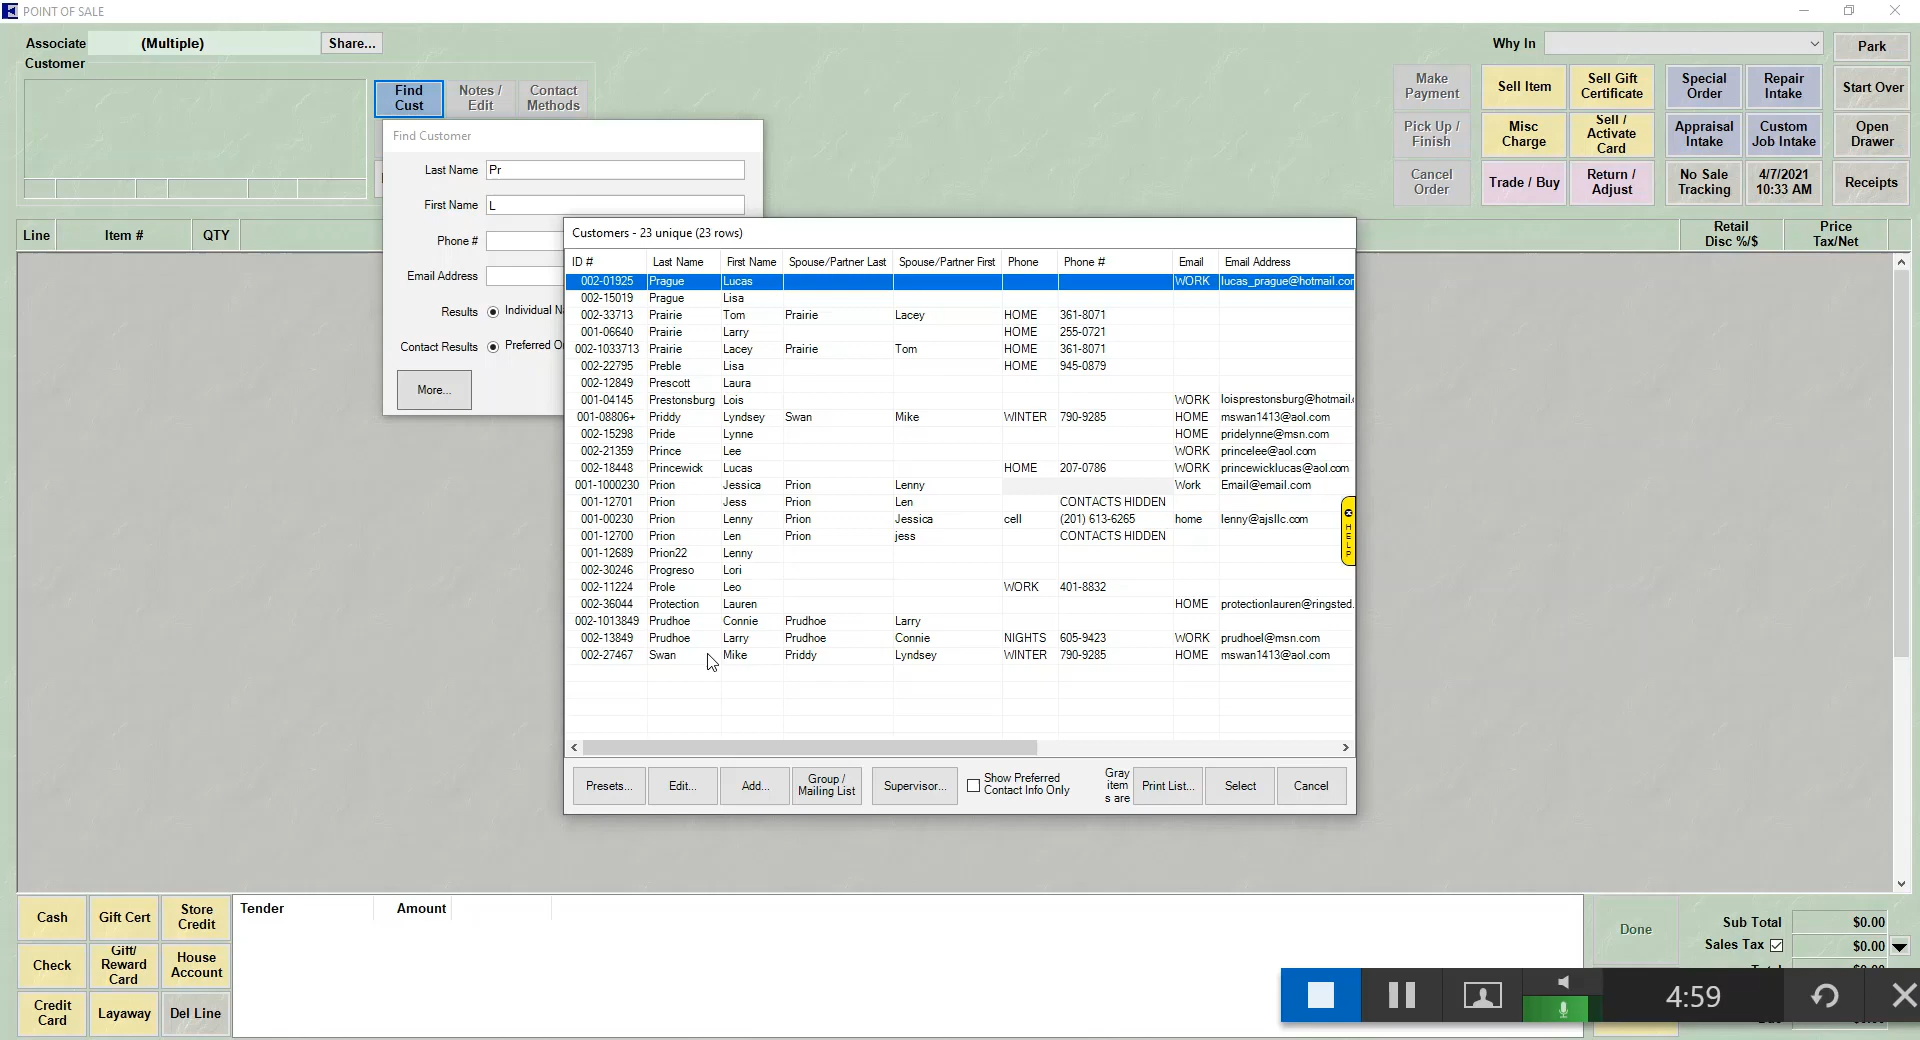 POINT OF SALE
Associate (Multiple) Share...
Customer
Find Cust
Notes / Edit
Contact Methods
Why In
Park
Make Payment
Sell Item
Sell Gift Certificate
Special Order
Repair Intake
Start Over
Pick Up / Finish
Misc Charge
Sell / Activate Card
Appraisal Intake
Custom Job Intake
Open Drawer
Cancel Order
Trade / Buy
Return / Adjust
No Sale Tracking
4/7/2021 10:33 AM
Receipts
Find Customer
Last Name Pr
First Name L
Phone #
Email Address
Results Individual N
Contact Results Preferred O
More...
Line Item # QTY
Retail Disc %/$
Price Tax/Net
Customers - 23 unique (23 rows)
ID # Last Name First Name Spouse/Partner Last Spouse/Partner First Phone Phone # Email Email Address
002-01925 Prague Lucas WORK lucas_prague@hotmail.cor
002-15019 Prague Lisa
002-33713 Prairie Tom Prairie Lacey HOME 361-8071
001-06640 Prairie Larry HOME 255-0721
002-1033713 Prairie Lacey Prairie Tom HOME 361-8071
002-22795 Preble Lisa HOME 945-0879
002-12849 Prescott Laura
001-04145 Prestonsburg Lois WORK loisprestonsburg@hotmail.
001-08806+ Priddy Lyndsey Swan Mike WINTER 790-9285 HOME mswan1413@aol.com
002-15298 Pride Lynne HOME pridelynne@msn.com
002-21359 Prince Lee WORK princelee@aol.com
002-18448 Princewick Lucas HOME 207-0786 WORK princewicklucas@aol.com
001-1000230 Prion Jessica Prion Lenny Work Email@email.com
001-12701 Prion Jess Prion Len CONTACTS HIDDEN
001-00230 Prion Lenny Prion Jessica cell (201) 613-6265 home lenny@ajsllc.com
001-12700 Prion Len Prion jess CONTACTS HIDDEN
001-12689 Prion22 Lenny
002-30246 Progreso Lori
002-11224 Prole Leo WORK 401-8832
002-36044 Protection Lauren HOME protectionlauren@ringsted.
002-1013849 Prudhoe Connie Prudhoe Larry
002-13849 Prudhoe Larry Prudhoe Connie NIGHTS 605-9423 WORK prudhoel@msn.com
002-27467 Swan Mike Priddy Lyndsey WINTER 790-9285 HOME mswan1413@aol.com
HELP
Presets...
Edit...
Add...
Group / Mailing List
Supervisor...
Show Preferred Contact Info Only
Gray item s are
Print List...
Select
Cancel
Cash
Gift Cert
Store Credit
Tender Amount
Check
Gift/ Reward Card
House Account
Credit Card
Layaway
Del Line
Done
Sub Total $0.00
Sales Tax $0.00
4:59